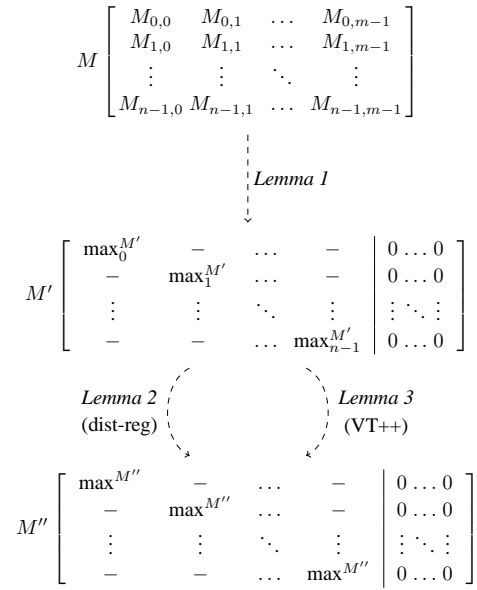 M_{0,0} M_{0,1} … M_{0,m−1}
M M_{1,0} M_{1,1} … M_{1,m−1}
⋮ ⋮ ⋱ ⋮
M_{n−1,0} M_{n−1,1} … M_{n−1,m−1}
Lemma 1
max_0^{M′} − … − 0 … 0
− max_1^{M′} … − 0 … 0
M′ ⋮ ⋮ ⋱ ⋮ ⋮ ⋱ ⋮
− − … max_{n−1}^{M′} 0 … 0
Lemma 2 Lemma 3
(dist-reg) (VT++)
max^{M″} − … − 0 … 0
− max^{M″} … − 0 … 0
M″ ⋮ ⋮ ⋱ ⋮ ⋮ ⋱ ⋮
− − … max^{M″} 0 … 0